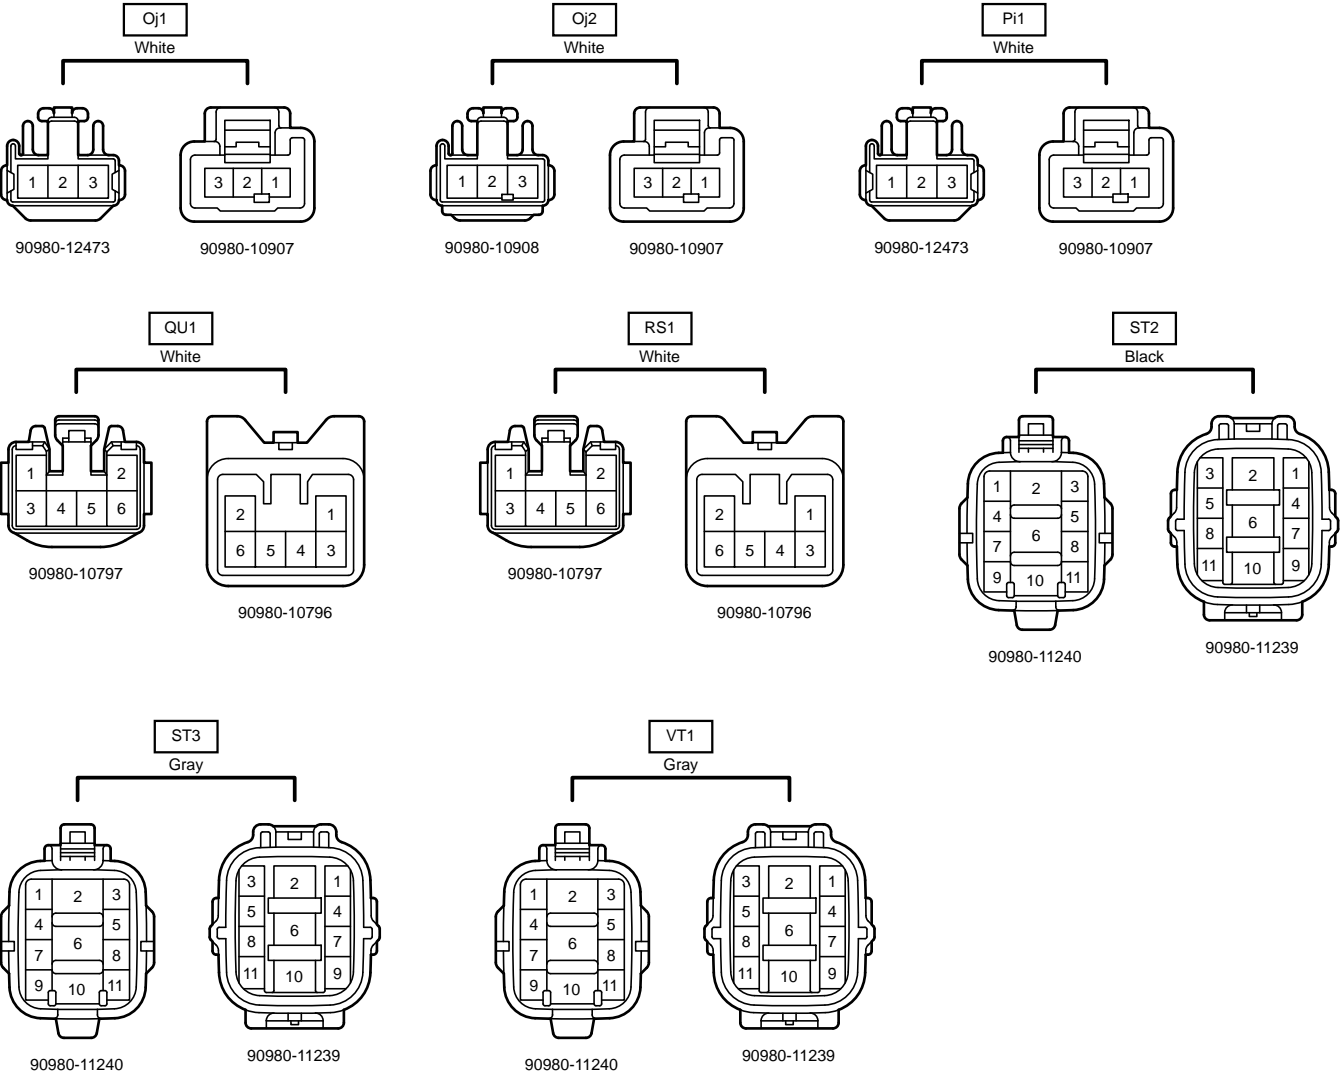 Oj1
White
1 2 3
3 2 1
90980-12473
90980-10907
Oj2
White
1 2 3
3 2 1
90980-10908
90980-10907
Pi1
White
1 2 3
3 2 1
90980-12473
90980-10907
QU1
White
1 2
3 4 5 6
2 1
6 5 4 3
90980-10797
90980-10796
RS1
White
1 2
3 4 5 6
2 1
6 5 4 3
90980-10797
90980-10796
ST2
Black
1 2 3
4 5
6
7 8
9 10 11
3 2 1
5 4
6
8 7
11 10 9
90980-11240
90980-11239
ST3
Gray
1 2 3
4 5
6
7 8
9 10 11
3 2 1
5 4
6
8 7
11 10 9
90980-11240
90980-11239
VT1
Gray
1 2 3
4 5
6
7 8
9 10 11
3 2 1
5 4
6
8 7
11 10 9
90980-11240
90980-11239